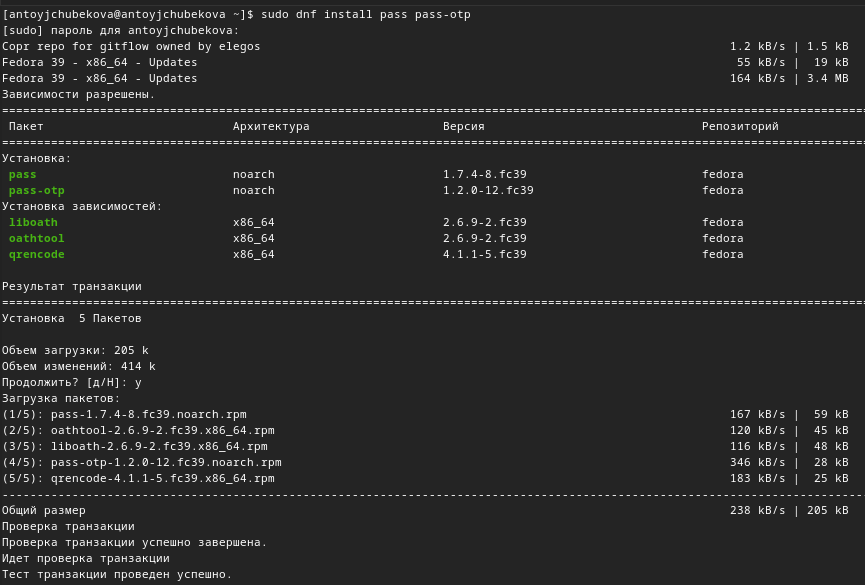 [antoyjchubekova@antoyjchubekova ~]$ sudo dnf install pass pass-otp
[sudo] пароль для antoyjchubekova:
Copr repo for gitflow owned by elegos 1.2 kB/s | 1.5 kB
Fedora 39 - x86_64 - Updates 55 kB/s | 19 kB
Fedora 39 - x86_64 - Updates 164 kB/s | 3.4 MB
Зависимости разрешены.
================================================================================
Пакет Архитектура Версия Репозиторий
================================================================================
Установка:
pass noarch 1.7.4-8.fc39 fedora
pass-otp noarch 1.2.0-12.fc39 fedora
Установка зависимостей:
liboath x86_64 2.6.9-2.fc39 fedora
oathtool x86_64 2.6.9-2.fc39 fedora
qrencode x86_64 4.1.1-5.fc39 fedora
Результат транзакции
================================================================================
Установка 5 Пакетов
Объем загрузки: 205 k
Объем изменений: 414 k
Продолжить? [д/Н]: y
Загрузка пакетов:
(1/5): pass-1.7.4-8.fc39.noarch.rpm 167 kB/s | 59 kB
(2/5): oathtool-2.6.9-2.fc39.x86_64.rpm 120 kB/s | 45 kB
(3/5): liboath-2.6.9-2.fc39.x86_64.rpm 116 kB/s | 48 kB
(4/5): pass-otp-1.2.0-12.fc39.noarch.rpm 346 kB/s | 28 kB
(5/5): qrencode-4.1.1-5.fc39.x86_64.rpm 183 kB/s | 25 kB
--------------------------------------------------------------------------------
Общий размер 238 kB/s | 205 kB
Проверка транзакции
Проверка транзакции успешно завершена.
Идет проверка транзакции
Тест транзакции проведен успешно.